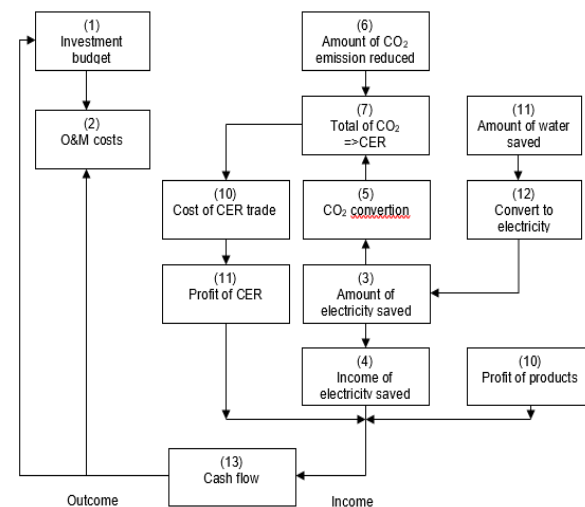 (1)
Investment
budget
(6)
Amount of CO₂
emission reduced
(2)
O&M costs
(7)
Total of CO₂
=>CER
(11)
Amount of water
saved
(10)
Cost of CER trade
(5)
CO₂ convertion
(12)
Convert to
electricity
(11)
Profit of CER
(3)
Amount of
electricity saved
(4)
Income of
electricity saved
(10)
Profit of products
(13)
Cash flow
Outcome
Income